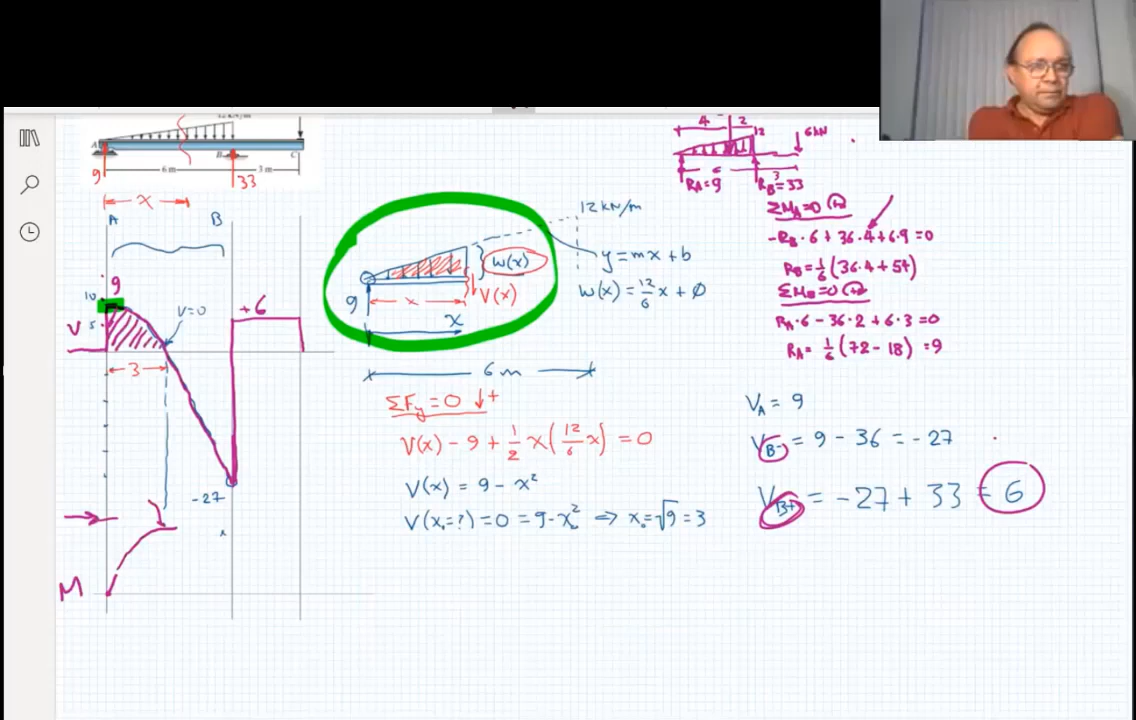 12 kN/m
A
B
C
6 m
3 m
9
33
x
A
B
9
10
5
V
V=0
+6
3
-27
M
12 kN/m
w(x)
9
x
V(x)
x
y=mx+b
w(x)=12/6 x+0
6 m
ΣFy=0 ↓+
V(x)-9+1/2 x(12/6 x)=0
V(x)=9-x²
V(x₀=?)=0=9-x₀² ⇒ x₀=√9=3
4
2
12
6kN
6
3
RA=9
RB=33
ΣMA=0
-RB·6+36·4+6·9=0
RB=1/6(36·4+54)
ΣMB=0
RA·6-36·2+6·3=0
RA=1/6(72-18)=9
VA=9
VB-=9-36=-27
VB+=-27+33=6